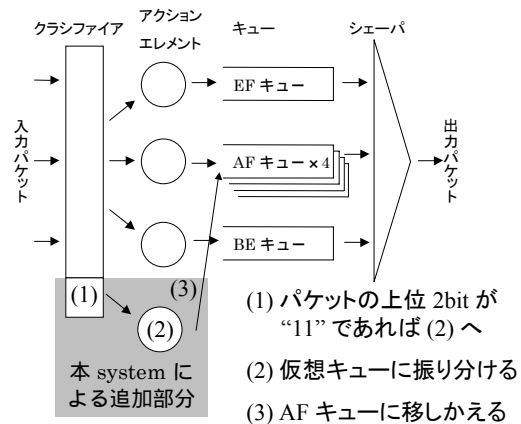 アクション
クラシファイア
エレメント
キュー
シェーパ
入力パケット
EF キュー
AF キュー × 4
BE キュー
出力パケット
(1)
(2)
(3)
本 system に
よる追加部分
(1) パケットの上位 2bit が
“11” であれば (2) へ
(2) 仮想キューに振り分ける
(3) AF キューに移しかえる